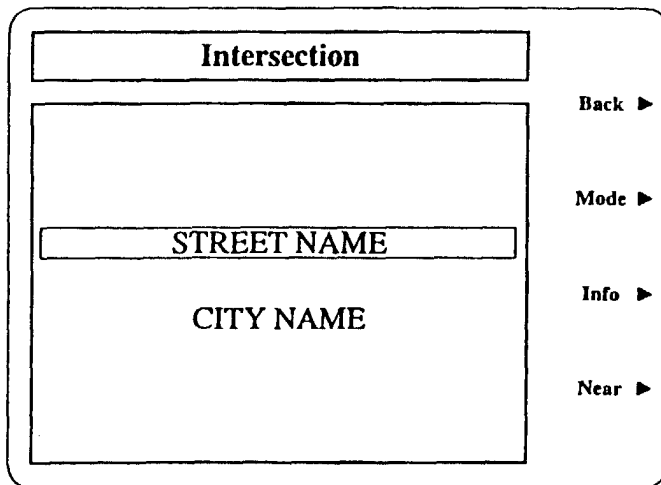 Intersection
Back
Mode
STREET NAME
Info
CITY NAME
Near